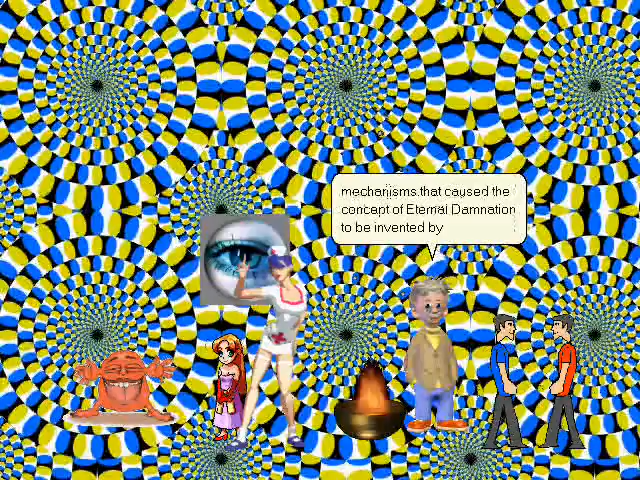 mechanisms that caused the
concept of Eternal Damnation
to be invented by